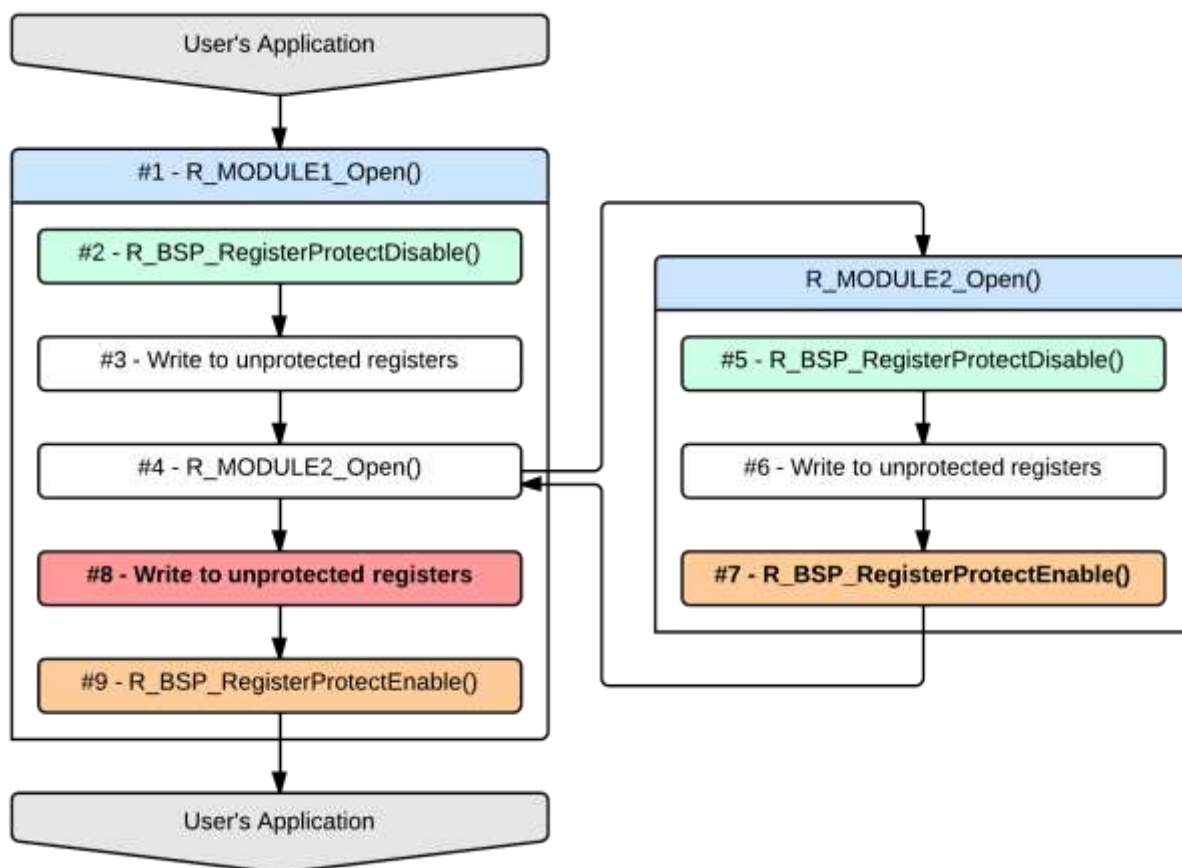 User's Application
#1 - R_MODULE1_Open()
#2 - R_BSP_RegisterProtectDisable()
#3 - Write to unprotected registers
#4 - R_MODULE2_Open()
R_MODULE2_Open()
#5 - R_BSP_RegisterProtectDisable()
#6 - Write to unprotected registers
#7 - R_BSP_RegisterProtectEnable()
#8 - Write to unprotected registers
#9 - R_BSP_RegisterProtectEnable()
User's Application